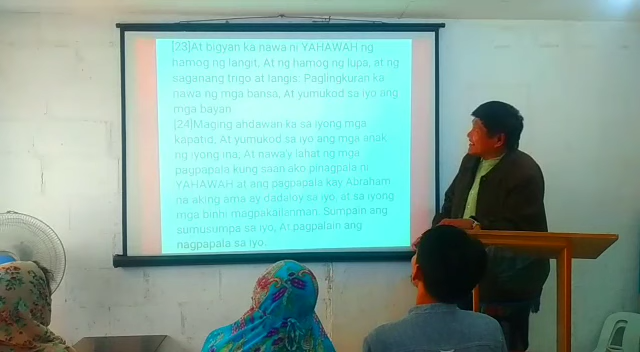 [23]At bigyan ka nawa ni YAHAWAH ng
hamog ng langit, At ng hamog ng lupa, at ng
saganang trigo at langis: Paglingkuran ka
nawa ng mga bansa, At yumukod sa iyo ang
mga bayan
[24]Maging ahdawan ka sa iyong mga
kapatid, At yumukod sa iyo ang mga anak
ng iyong ina; At nawa'y lahat ng mga
pagpapala kung saan ako pinagpala ni
YAHAWAH at ang pagpapala kay Abraham
na aking ama ay dadaloy sa iyo, at sa iyong
mga binhi magpakailanman. Sumpain ang
sumusumpa sa iyo, At pagpalain ang
nagpapala sa iyo.